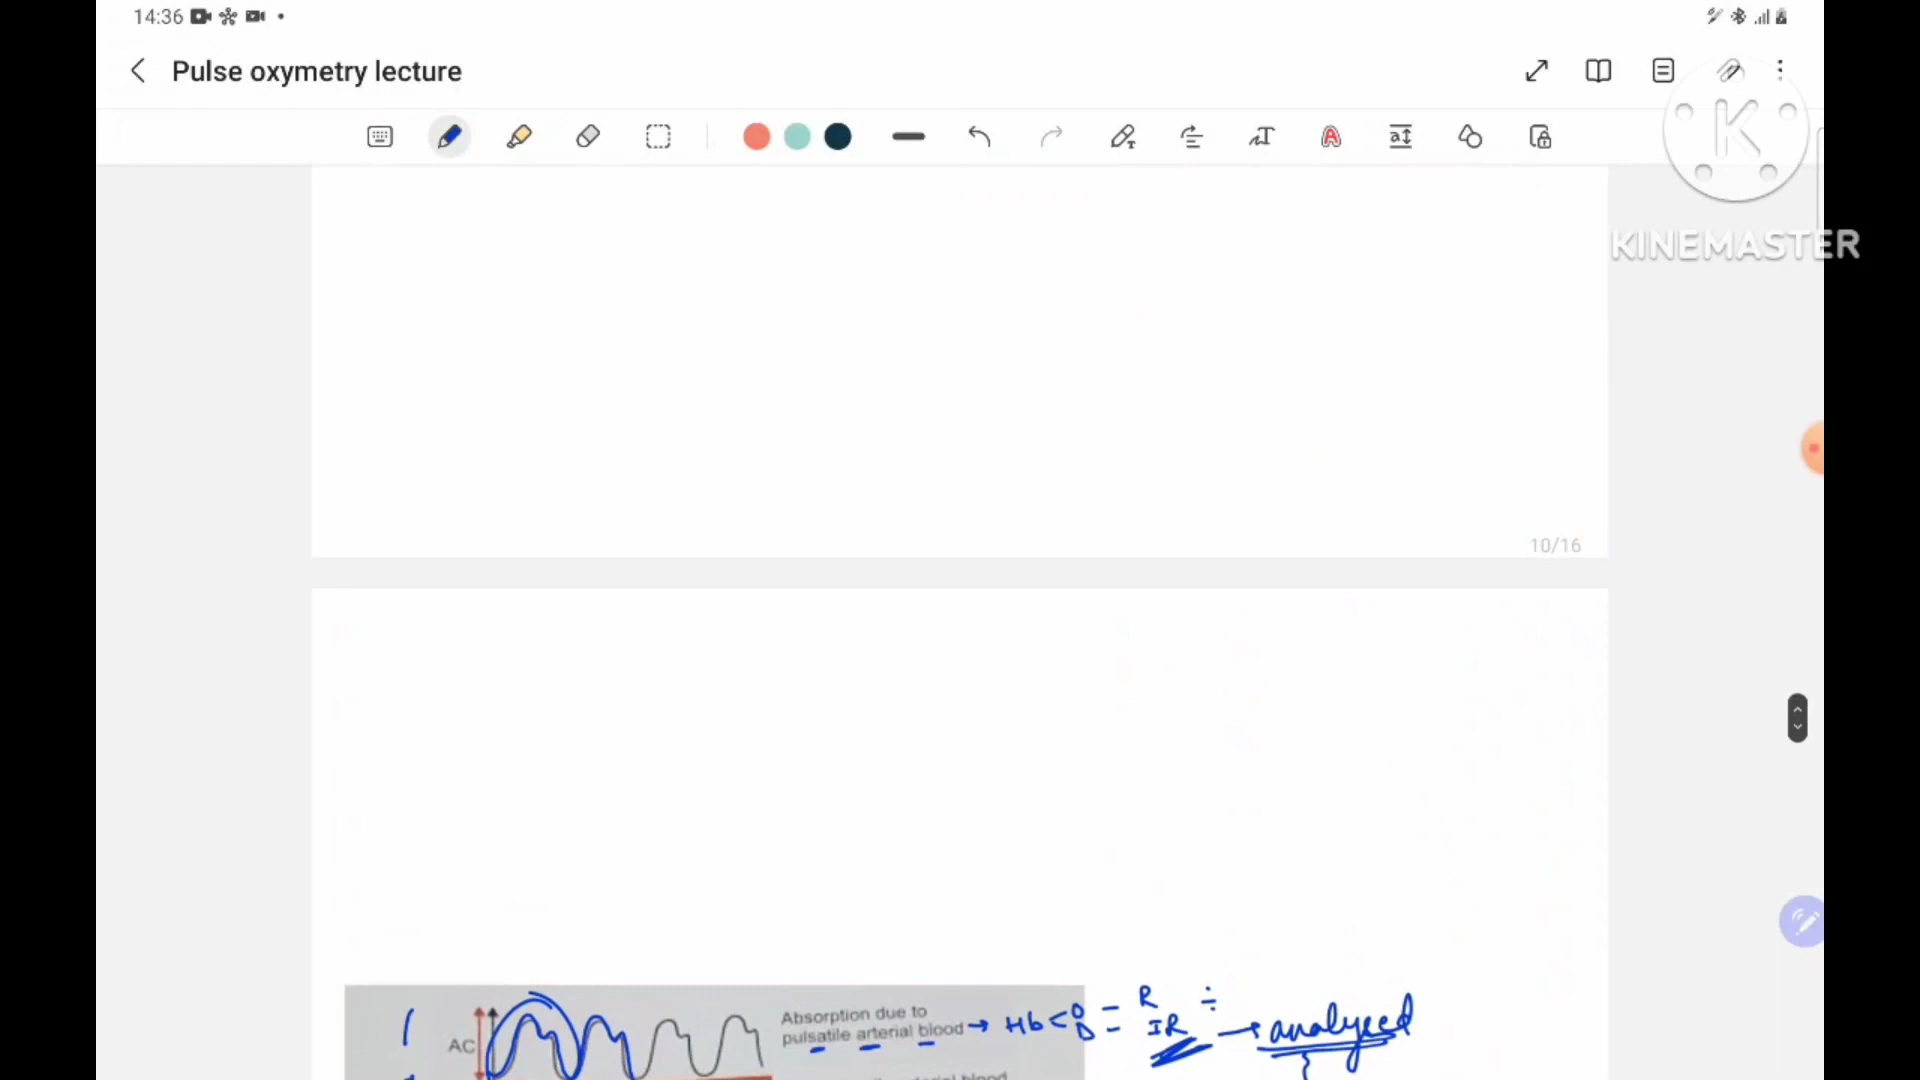 14:36
Pulse oxymetry lecture
K
KINEMASTER
10/16
AC
Absorption due to
pulsatile arterial blood → Hb < O = R ÷
D = IR → analysed